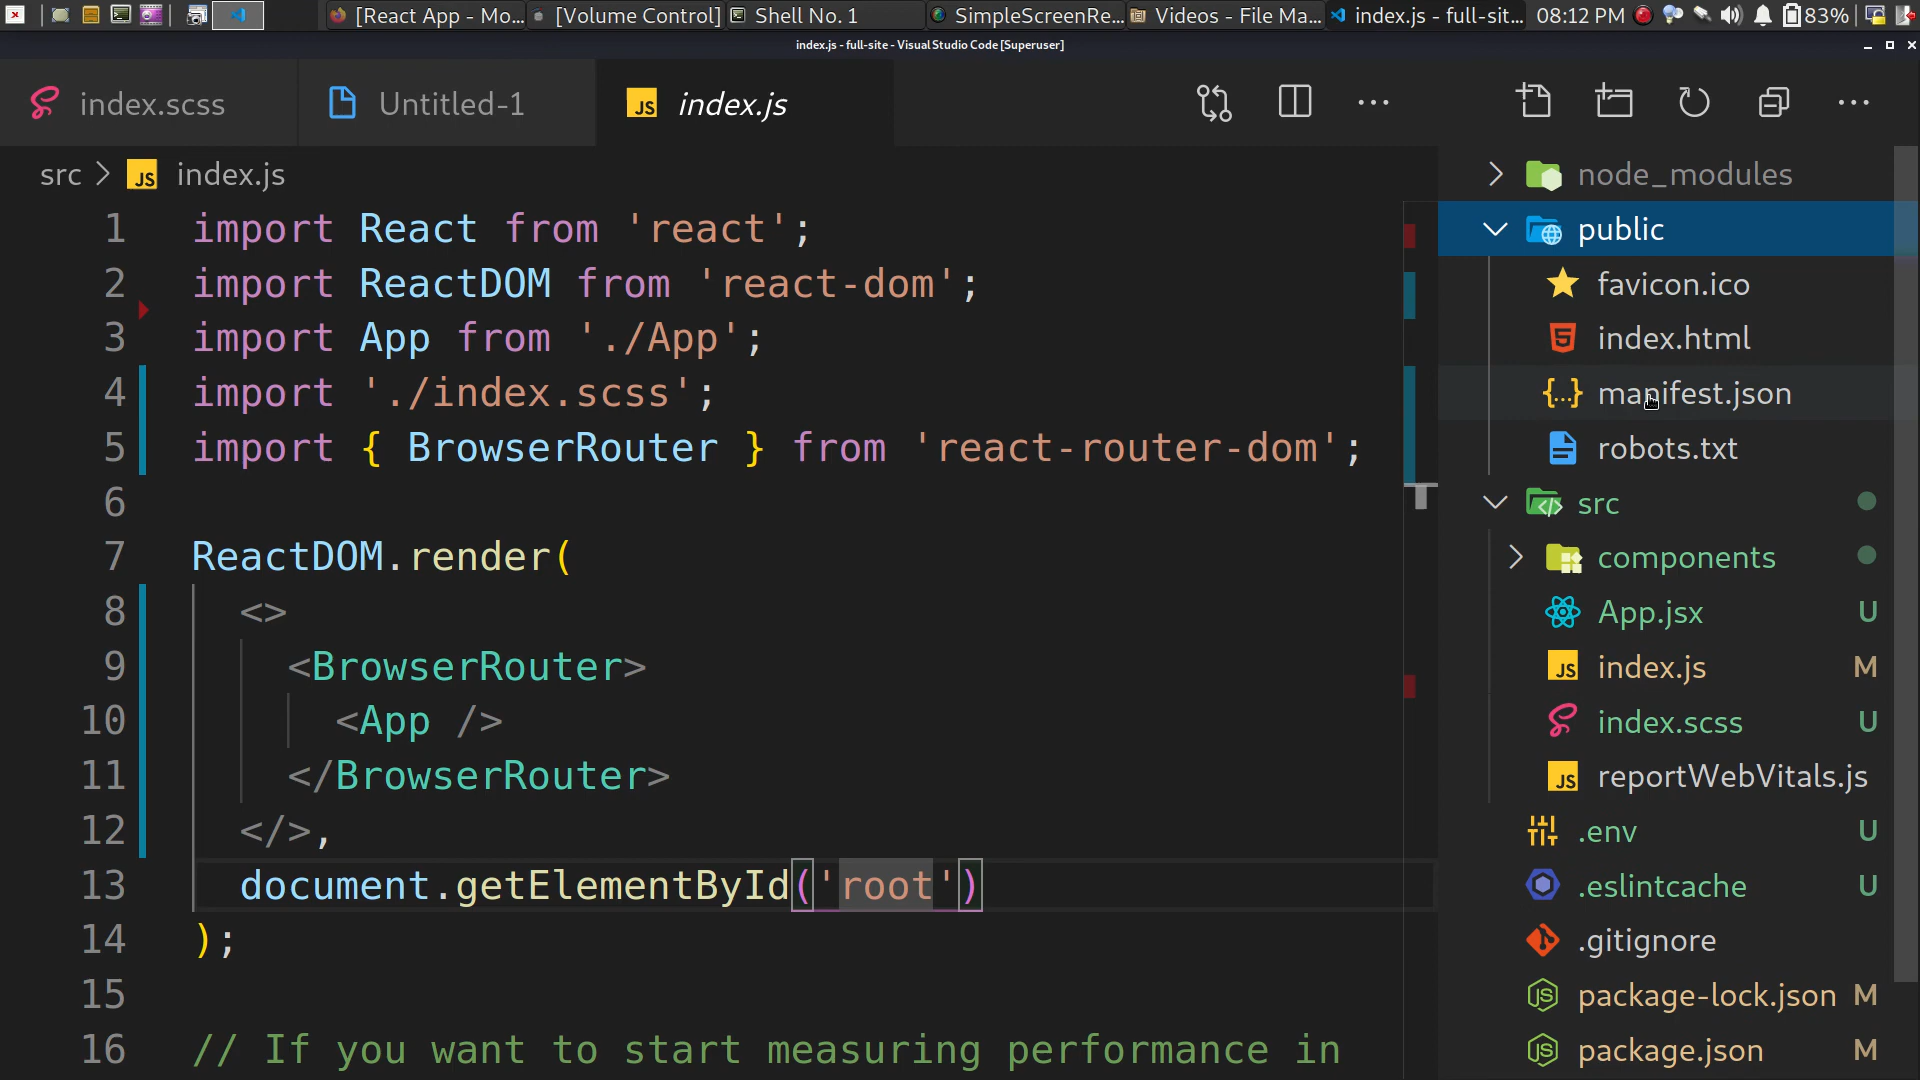 [React App - Mo...
[Volume Control]
Shell No. 1
SimpleScreenRe...
Videos - File Ma...
index.js - full-sit...
08:12 PM
83%
index.js - full-site - Visual Studio Code [Superuser]
index.scss
Untitled-1
JS index.js
src > JS index.js
1 import React from 'react';
2 import ReactDOM from 'react-dom';
3 import App from './App';
4 import './index.scss';
5 import { BrowserRouter } from 'react-router-dom';
6
7 ReactDOM.render(
8 <>
9 <BrowserRouter>
10 <App />
11 </BrowserRouter>
12 </>,
13 document.getElementById('root')
14 );
15
16 // If you want to start measuring performance in
node_modules
public
favicon.ico
index.html
manifest.json
robots.txt
src
components
App.jsx U
JS index.js M
index.scss U
JS reportWebVitals.js
.env U
.eslintcache U
.gitignore
package-lock.json M
package.json M